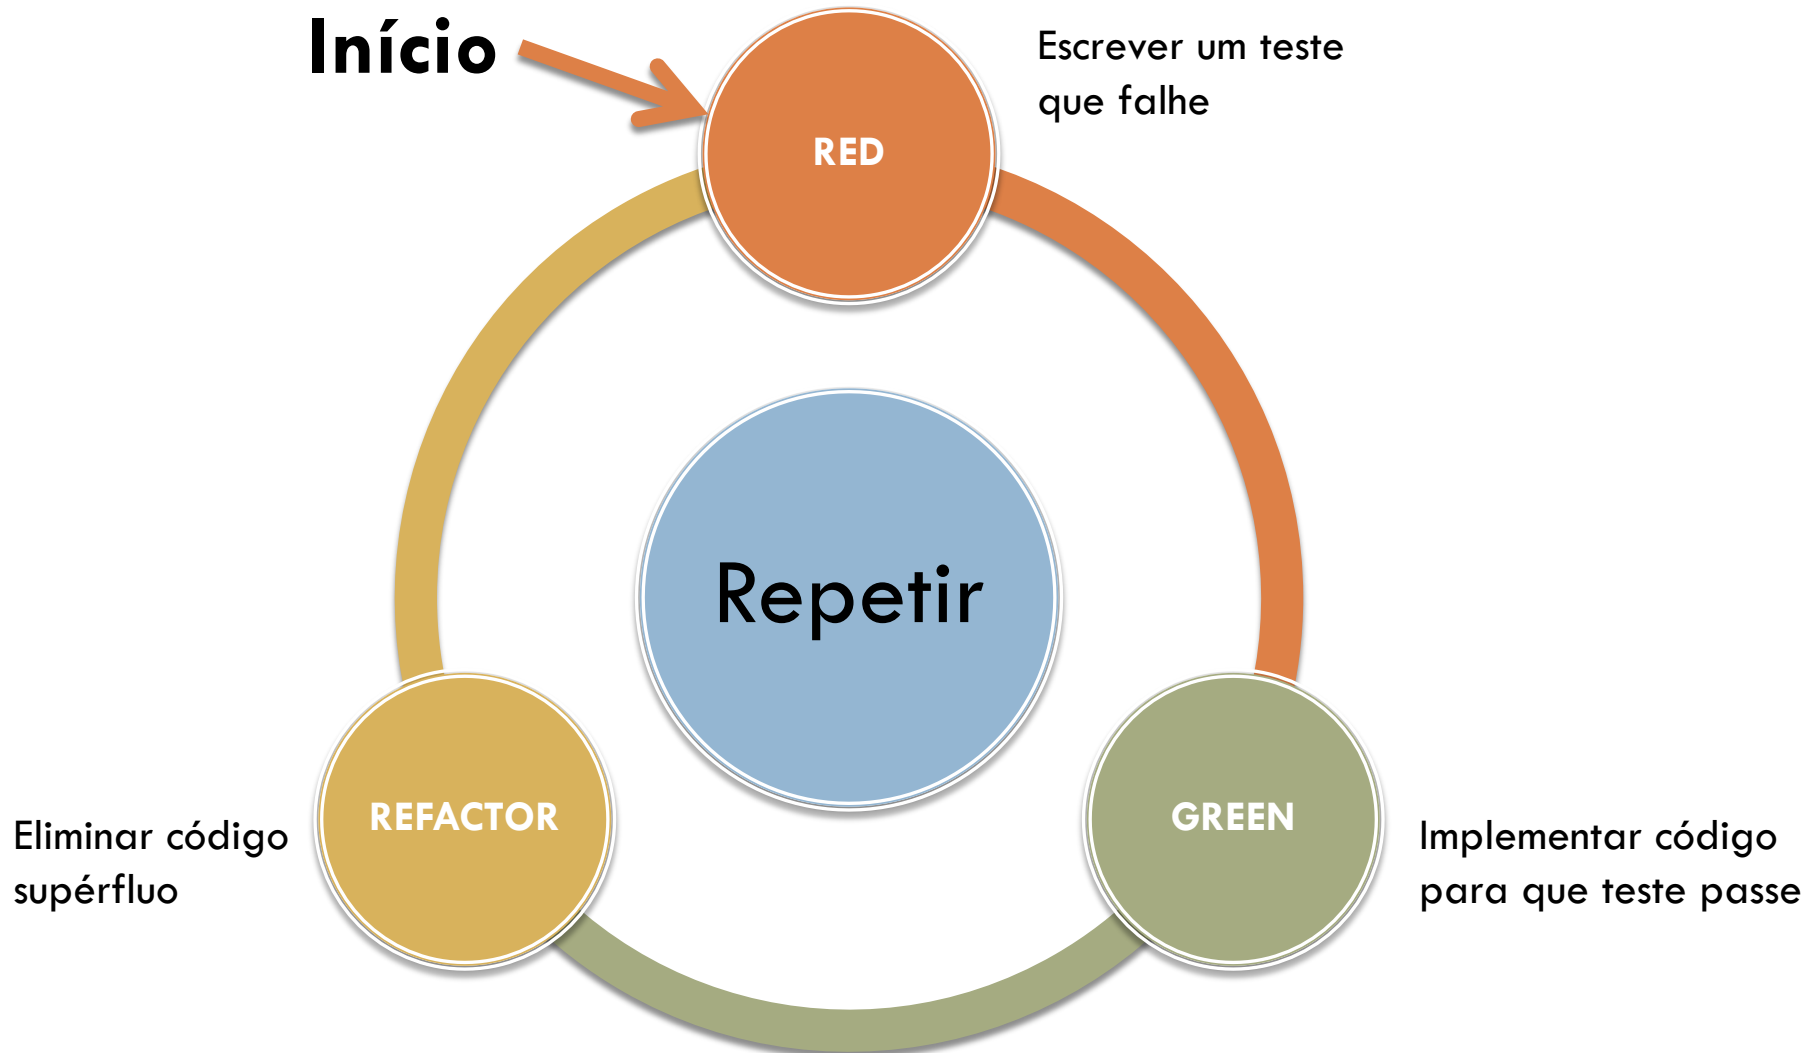 Início
Escrever um teste
que falhe
RED
Repetir
REFACTOR
GREEN
Eliminar código
supérfluo
Implementar código
para que teste passe